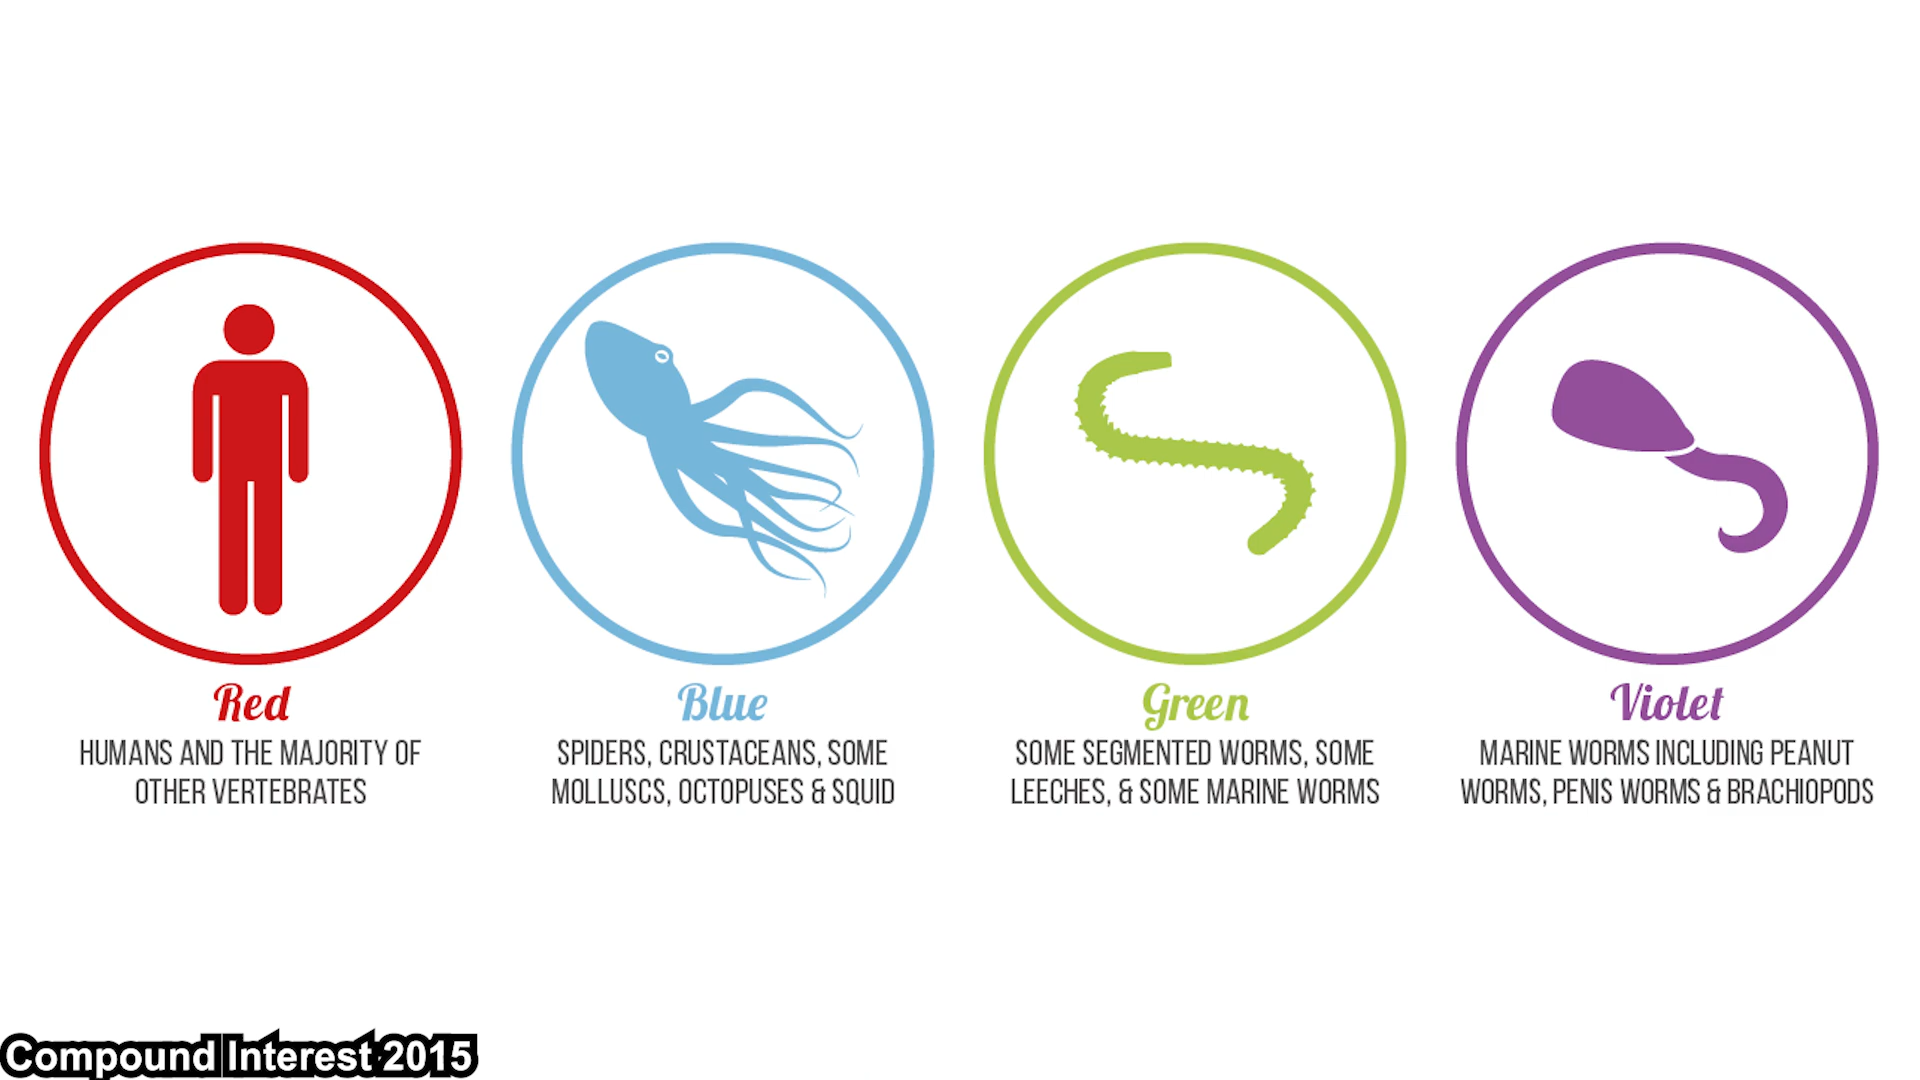 Red
HUMANS AND THE MAJORITY OF
OTHER VERTEBRATES
Blue
SPIDERS, CRUSTACEANS, SOME
MOLLUSCS, OCTOPUSES & SQUID
Green
SOME SEGMENTED WORMS, SOME
LEECHES, & SOME MARINE WORMS
Violet
MARINE WORMS INCLUDING PEANUT
WORMS, PENIS WORMS & BRACHIOPODS
Compound Interest 2015